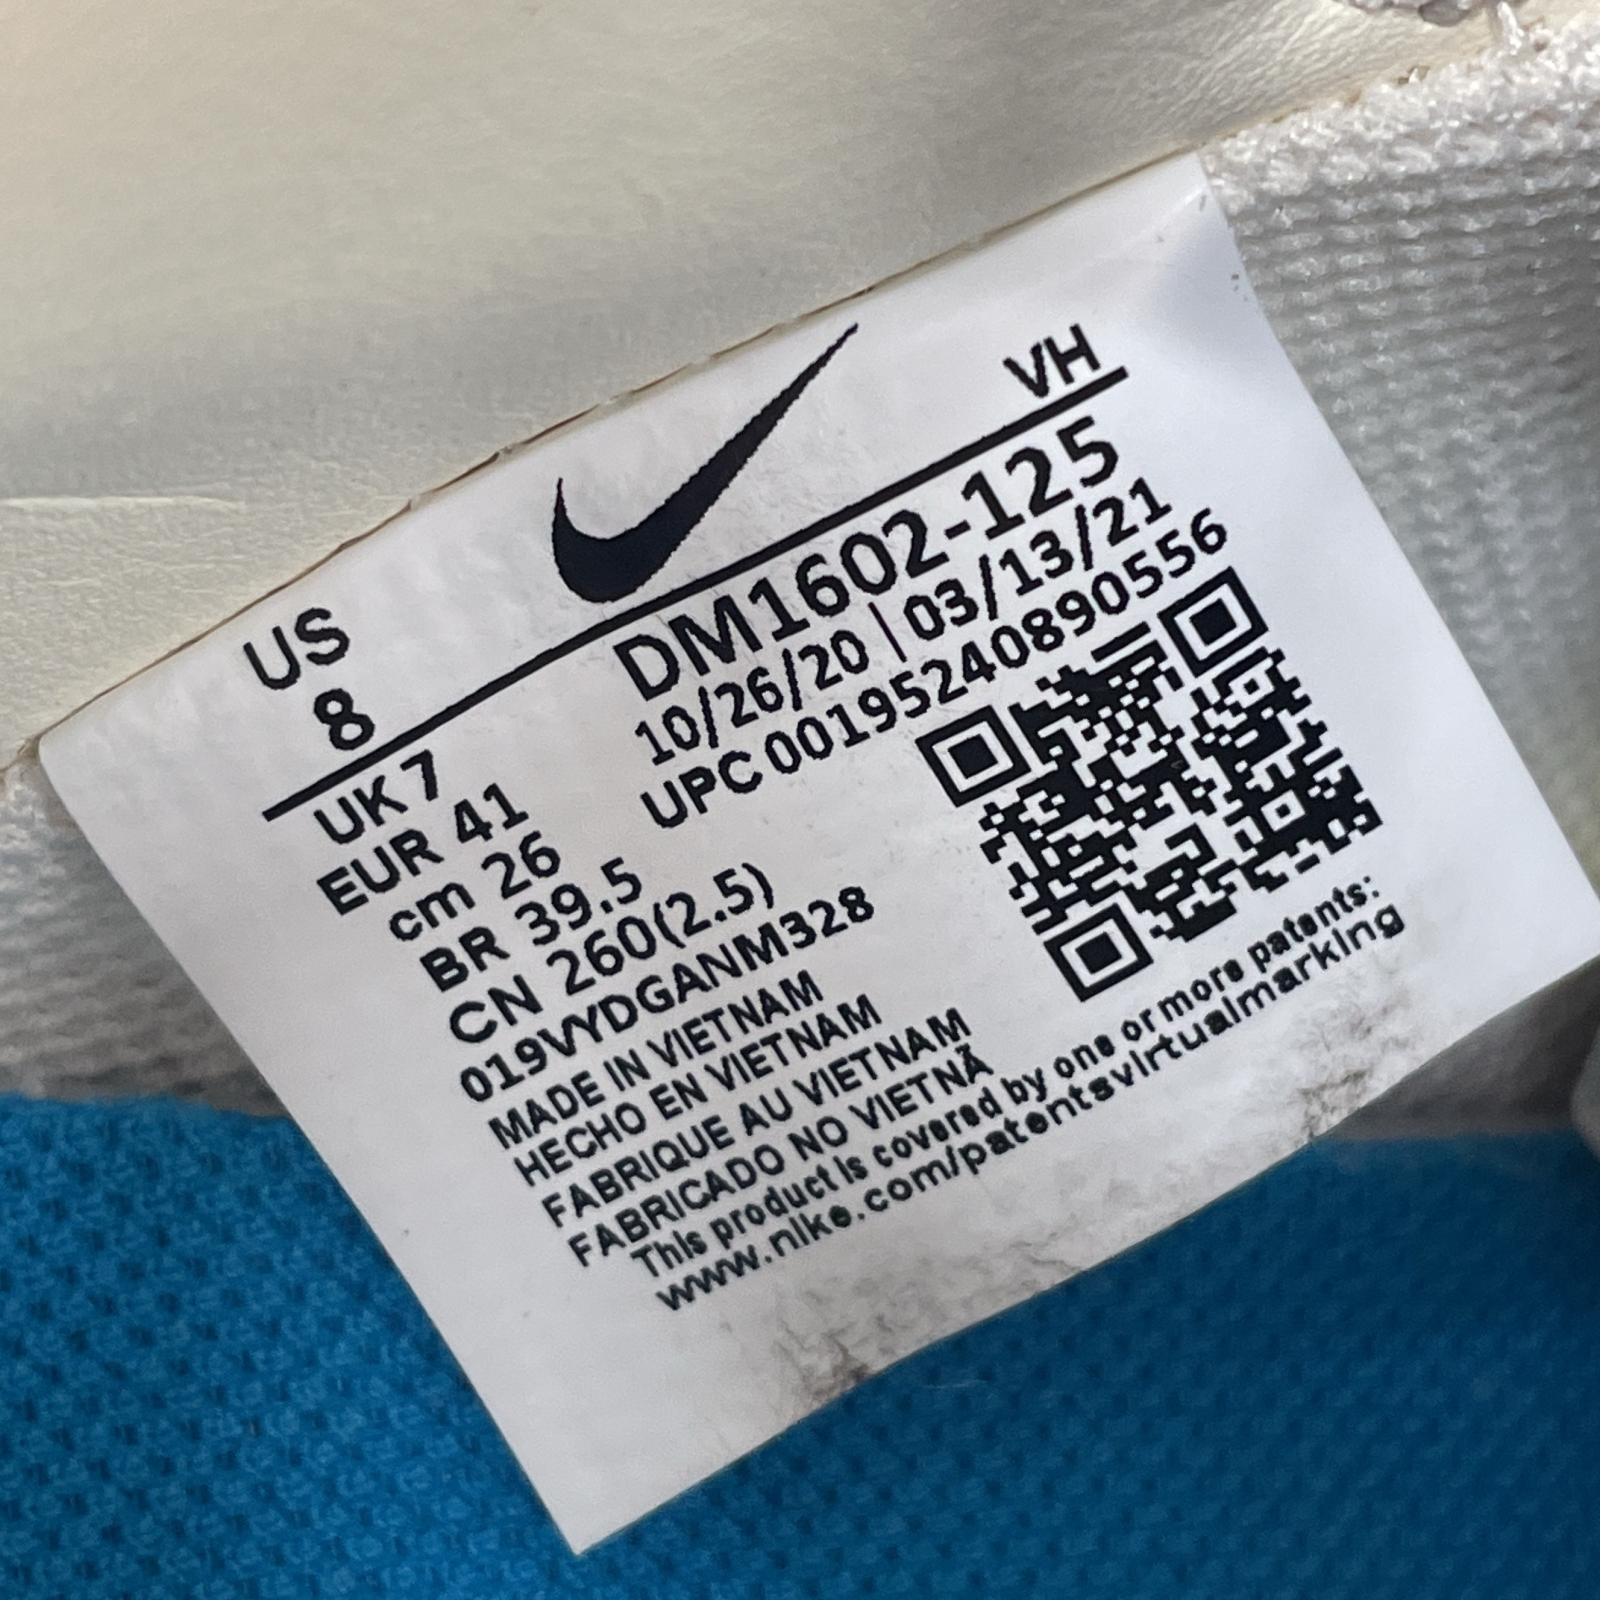 US
8
VH
DM1602-125
10/26/20 | 03/13/21
UPC 00195240890556
UK 7
EUR 41
cm 26
BR 39.5
CN 260(2.5)
019VYDGANM328
MADE IN VIETNAM
HECHO EN VIETNAM
FABRIQUE AU VIETNAM
FABRICADO NO VIETNÃ
This product is covered by one or more patents:
www.nike.com/patentsvirtualmarking